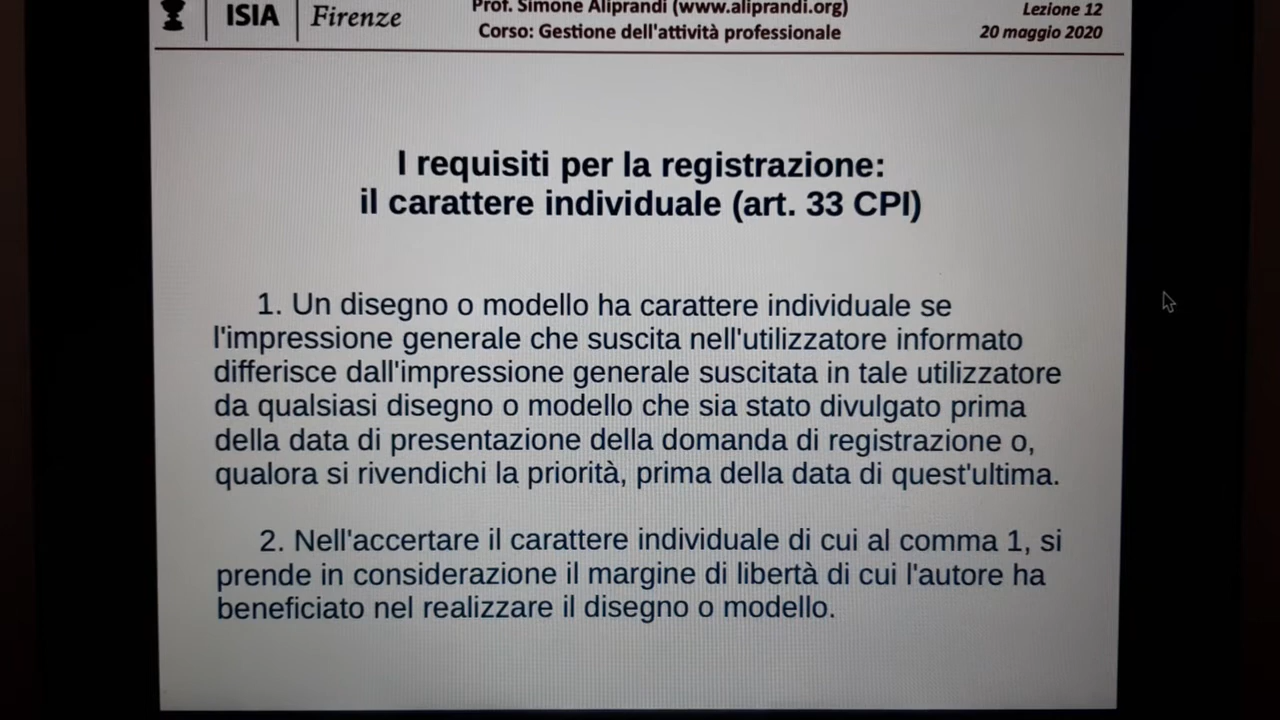 ISIA
Firenze
Prof. Simone Aliprandi (www.aliprandi.org)
Corso: Gestione dell'attività professionale
Lezione 12
20 maggio 2020
I requisiti per la registrazione:
il carattere individuale (art. 33 CPI)
1. Un disegno o modello ha carattere individuale se
l'impressione generale che suscita nell'utilizzatore informato
differisce dall'impressione generale suscitata in tale utilizzatore
da qualsiasi disegno o modello che sia stato divulgato prima
della data di presentazione della domanda di registrazione o,
qualora si rivendichi la priorità, prima della data di quest'ultima.
2. Nell'accertare il carattere individuale di cui al comma 1, si
prende in considerazione il margine di libertà di cui l'autore ha
beneficiato nel realizzare il disegno o modello.